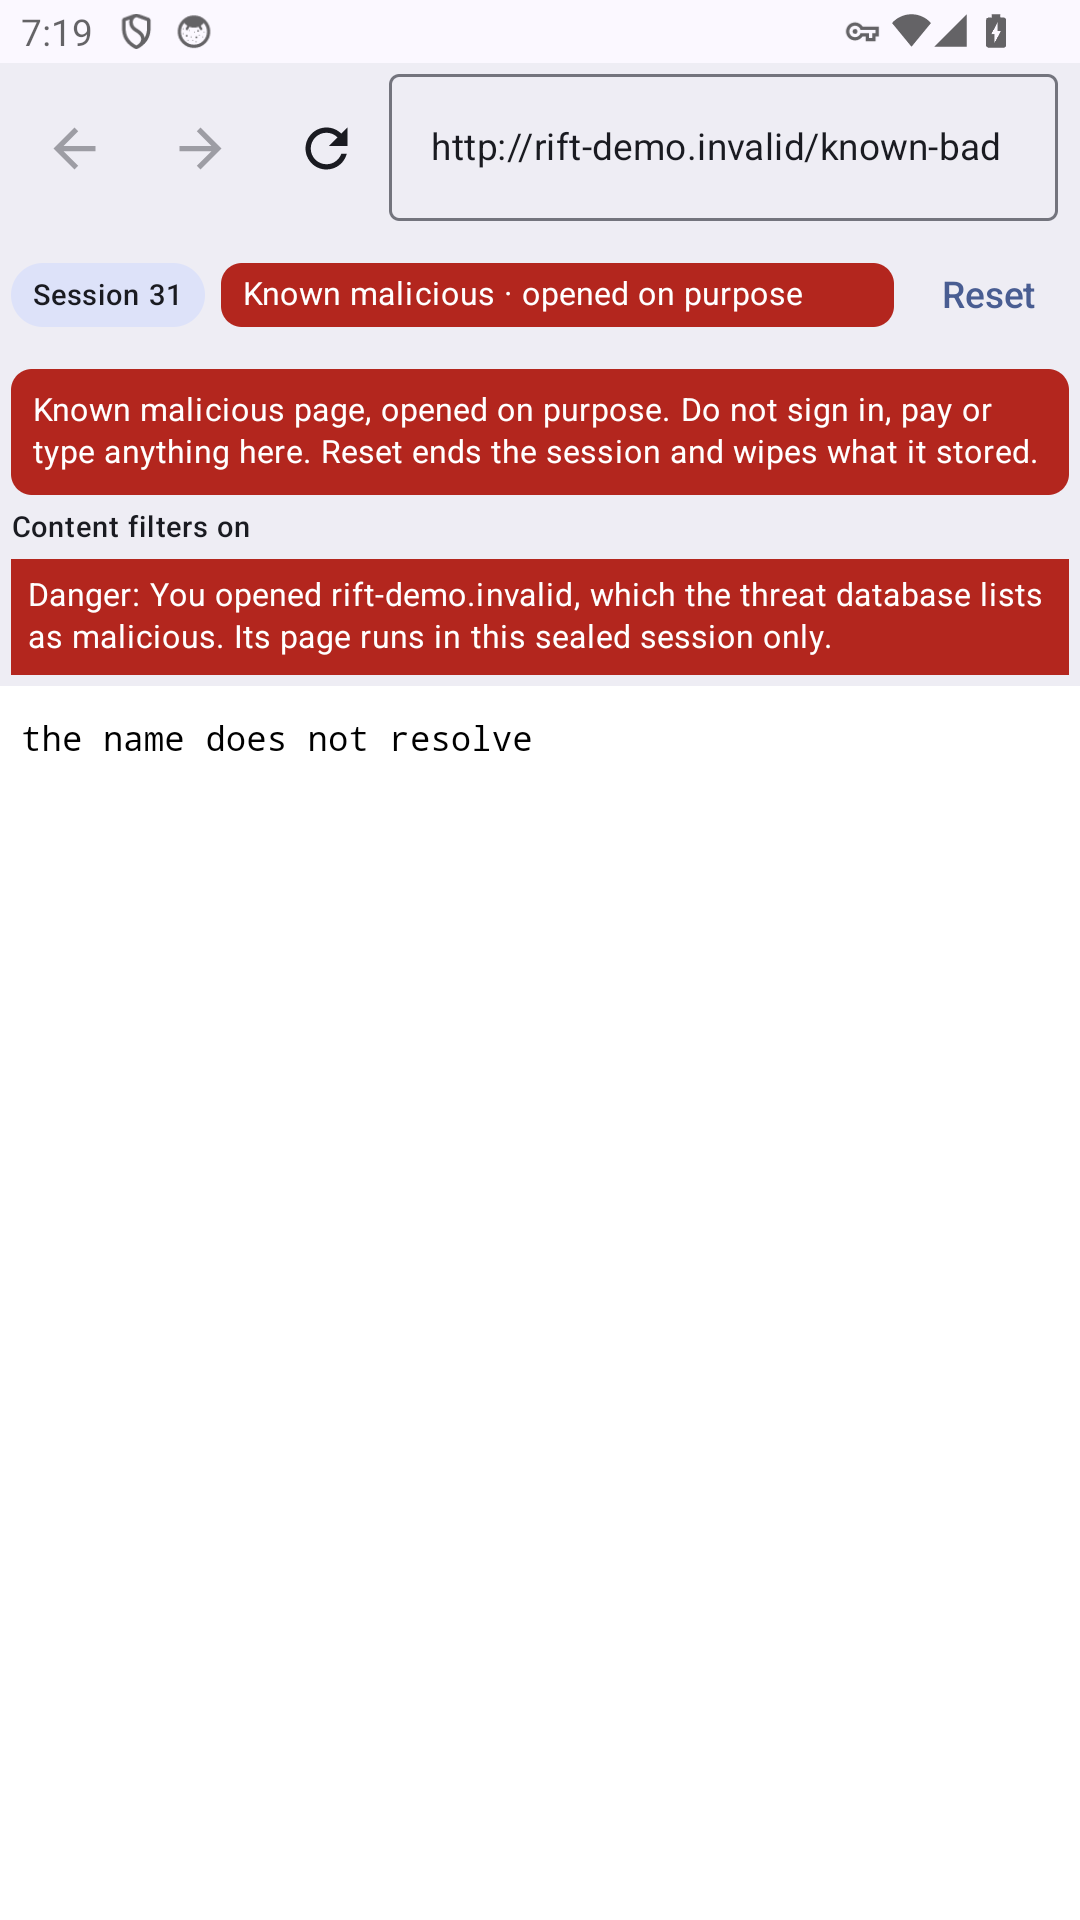 7:19
http://rift-demo.invalid/known-bad
Session 31
Known malicious · opened on purpose
Reset
Known malicious page, opened on purpose. Do not sign in, pay or
type anything here. Reset ends the session and wipes what it stored.
Content filters on
Danger: You opened rift-demo.invalid, which the threat database lists
as malicious. Its page runs in this sealed session only.
the name does not resolve